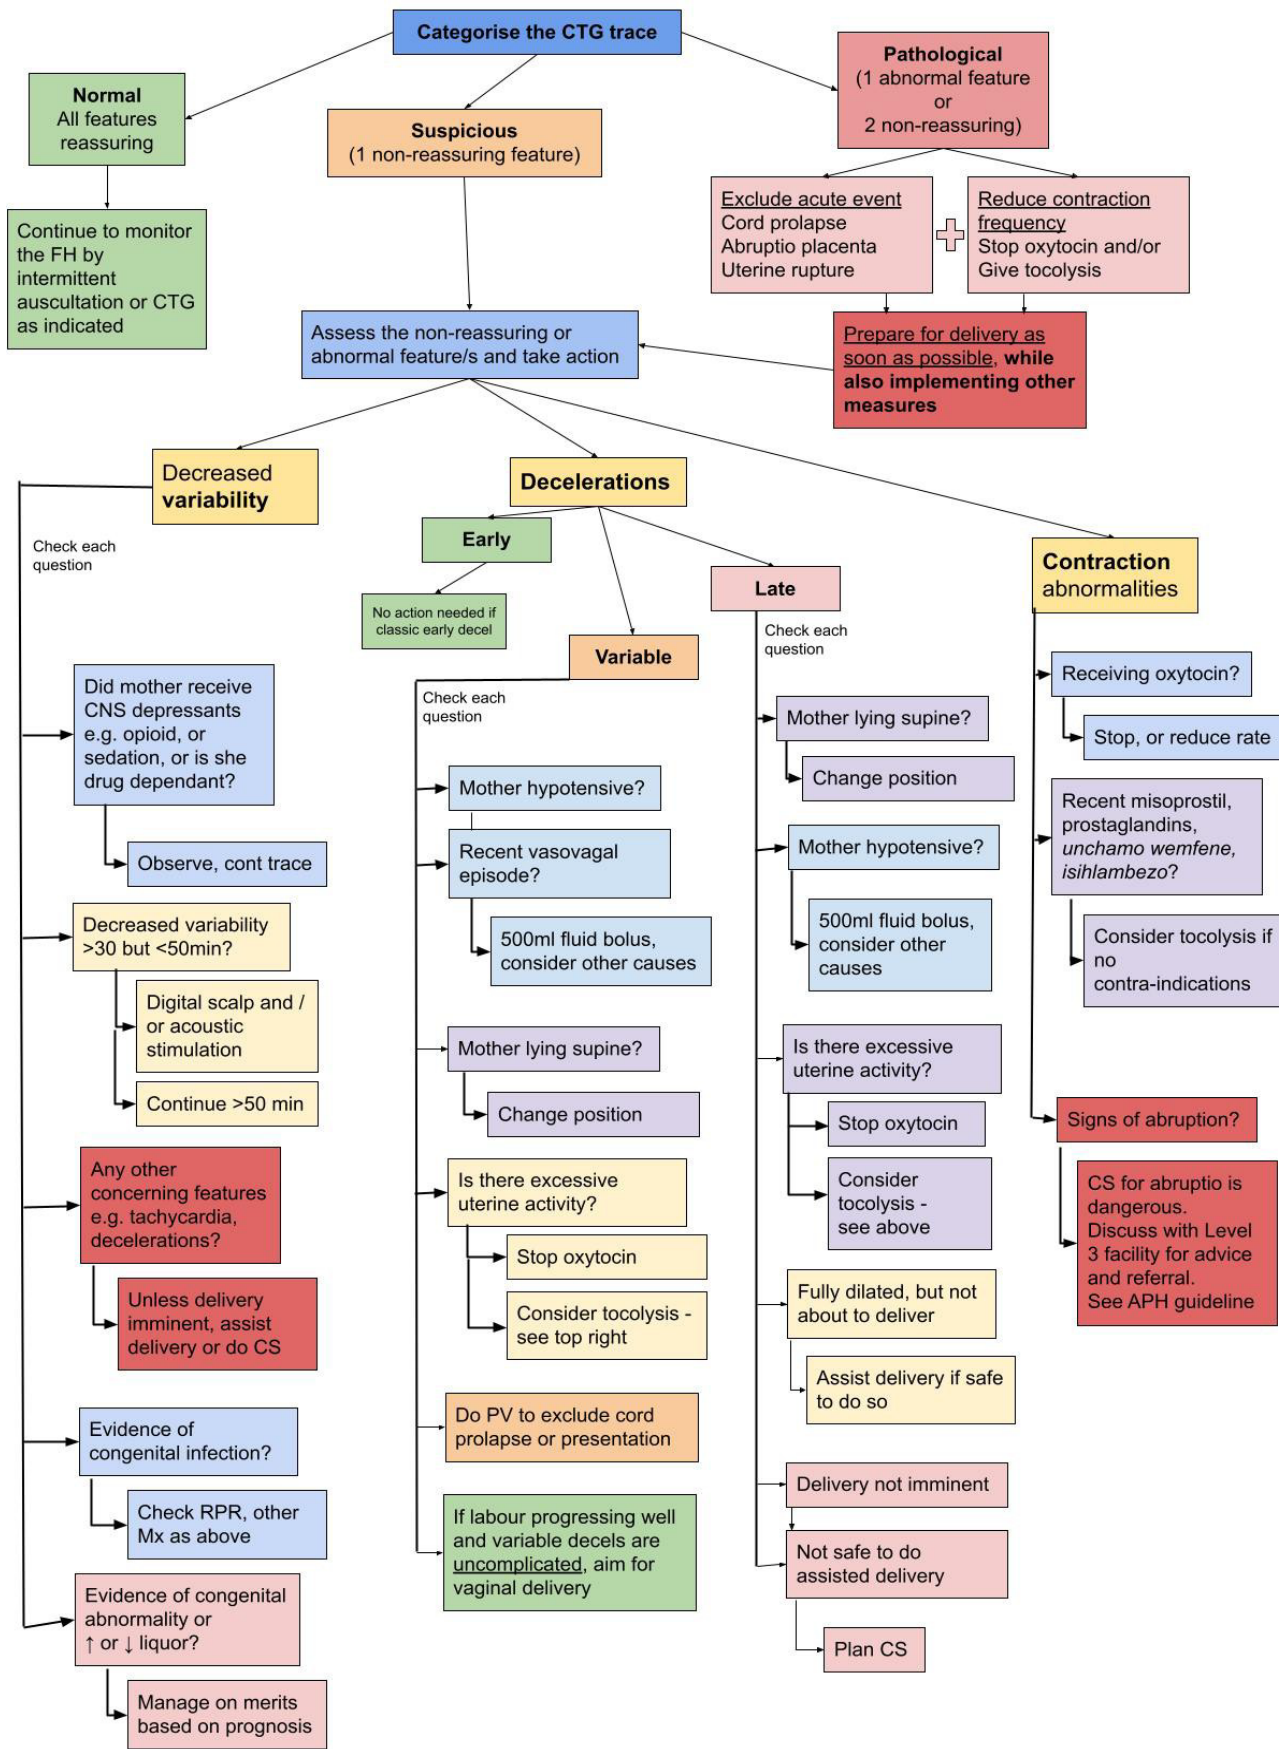 Categorise the CTG trace
Normal
All features
reassuring
Suspicious
(1 non-reassuring feature)
Pathological
(1 abnormal feature
or
2 non-reassuring)
Continue to monitor
the FH by
intermittent
auscultation or CTG
as indicated
Exclude acute event
Cord prolapse
Abruptio placenta
Uterine rupture
Reduce contraction
frequency
Stop oxytocin and/or
Give tocolysis
Assess the non-reassuring or
abnormal feature/s and take action
Prepare for delivery as
soon as possible, while
also implementing other
measures
Decreased
variability
Check each
question
Did mother receive
CNS depressants
e.g. opioid, or
sedation, or is she
drug dependant?
Observe, cont trace
Decreased variability
>30 but <50min?
Digital scalp and /
or acoustic
stimulation
Continue >50 min
Any other
concerning features
e.g. tachycardia,
decelerations?
Unless delivery
imminent, assist
delivery or do CS
Evidence of
congenital infection?
Check RPR, other
Mx as above
Evidence of congenital
abnormality or
↑ or ↓ liquor?
Manage on merits
based on prognosis
Decelerations
Early
No action needed if
classic early decel
Variable
Check each
question
Mother hypotensive?
Recent vasovagal
episode?
500ml fluid bolus,
consider other causes
Mother lying supine?
Change position
Is there excessive
uterine activity?
Stop oxytocin
Consider tocolysis -
see top right
Do PV to exclude cord
prolapse or presentation
If labour progressing well
and variable decels are
uncomplicated, aim for
vaginal delivery
Late
Check each
question
Mother lying supine?
Change position
Mother hypotensive?
500ml fluid bolus,
consider other
causes
Is there excessive
uterine activity?
Stop oxytocin
Consider
tocolysis -
see above
Fully dilated, but not
about to deliver
Assist delivery if safe
to do so
Delivery not imminent
Not safe to do
assisted delivery
Plan CS
Contraction
abnormalities
Receiving oxytocin?
Stop, or reduce rate
Recent misoprostil,
prostaglandins,
unchamo wemfene,
isihlambezo?
Consider tocolysis if
no
contra-indications
Signs of abruption?
CS for abruptio is
dangerous.
Discuss with Level
3 facility for advice
and referral.
See APH guideline